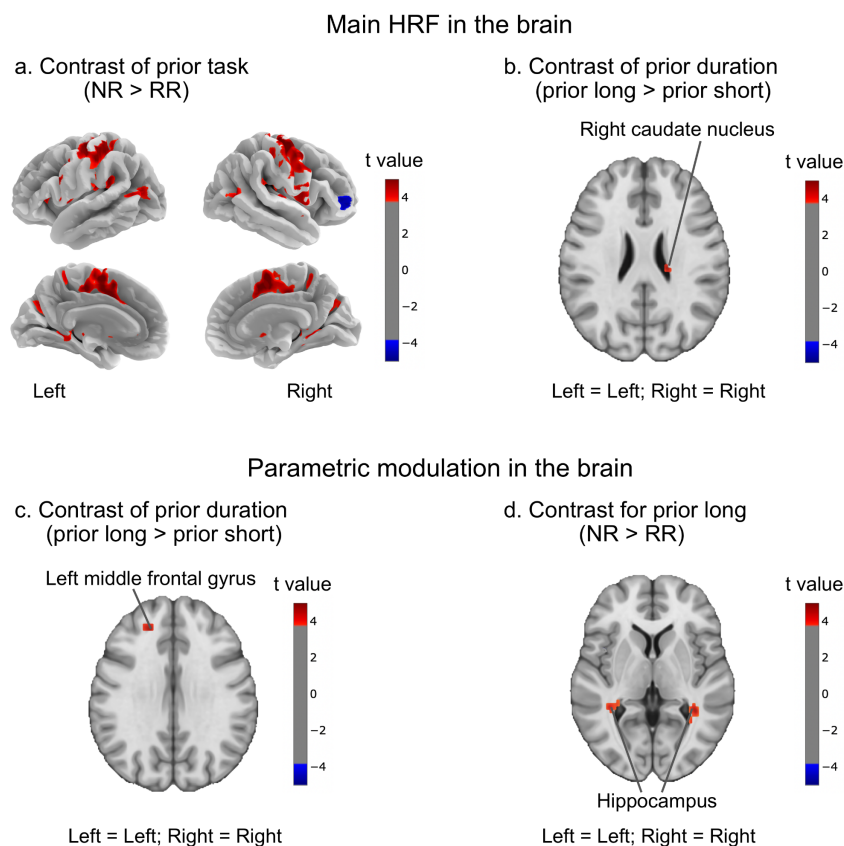 Main HRF in the brain
a. Contrast of prior task
(NR > RR)
t value
4
2
0
−2
−4
Left
Right
b. Contrast of prior duration
(prior long > prior short)
Right caudate nucleus
t value
4
2
0
−2
−4
Left = Left; Right = Right
Parametric modulation in the brain
c. Contrast of prior duration
(prior long > prior short)
Left middle frontal gyrus
t value
4
2
0
−2
−4
Left = Left; Right = Right
d. Contrast for prior long
(NR > RR)
t value
4
2
0
−2
−4
Hippocampus
Left = Left; Right = Right